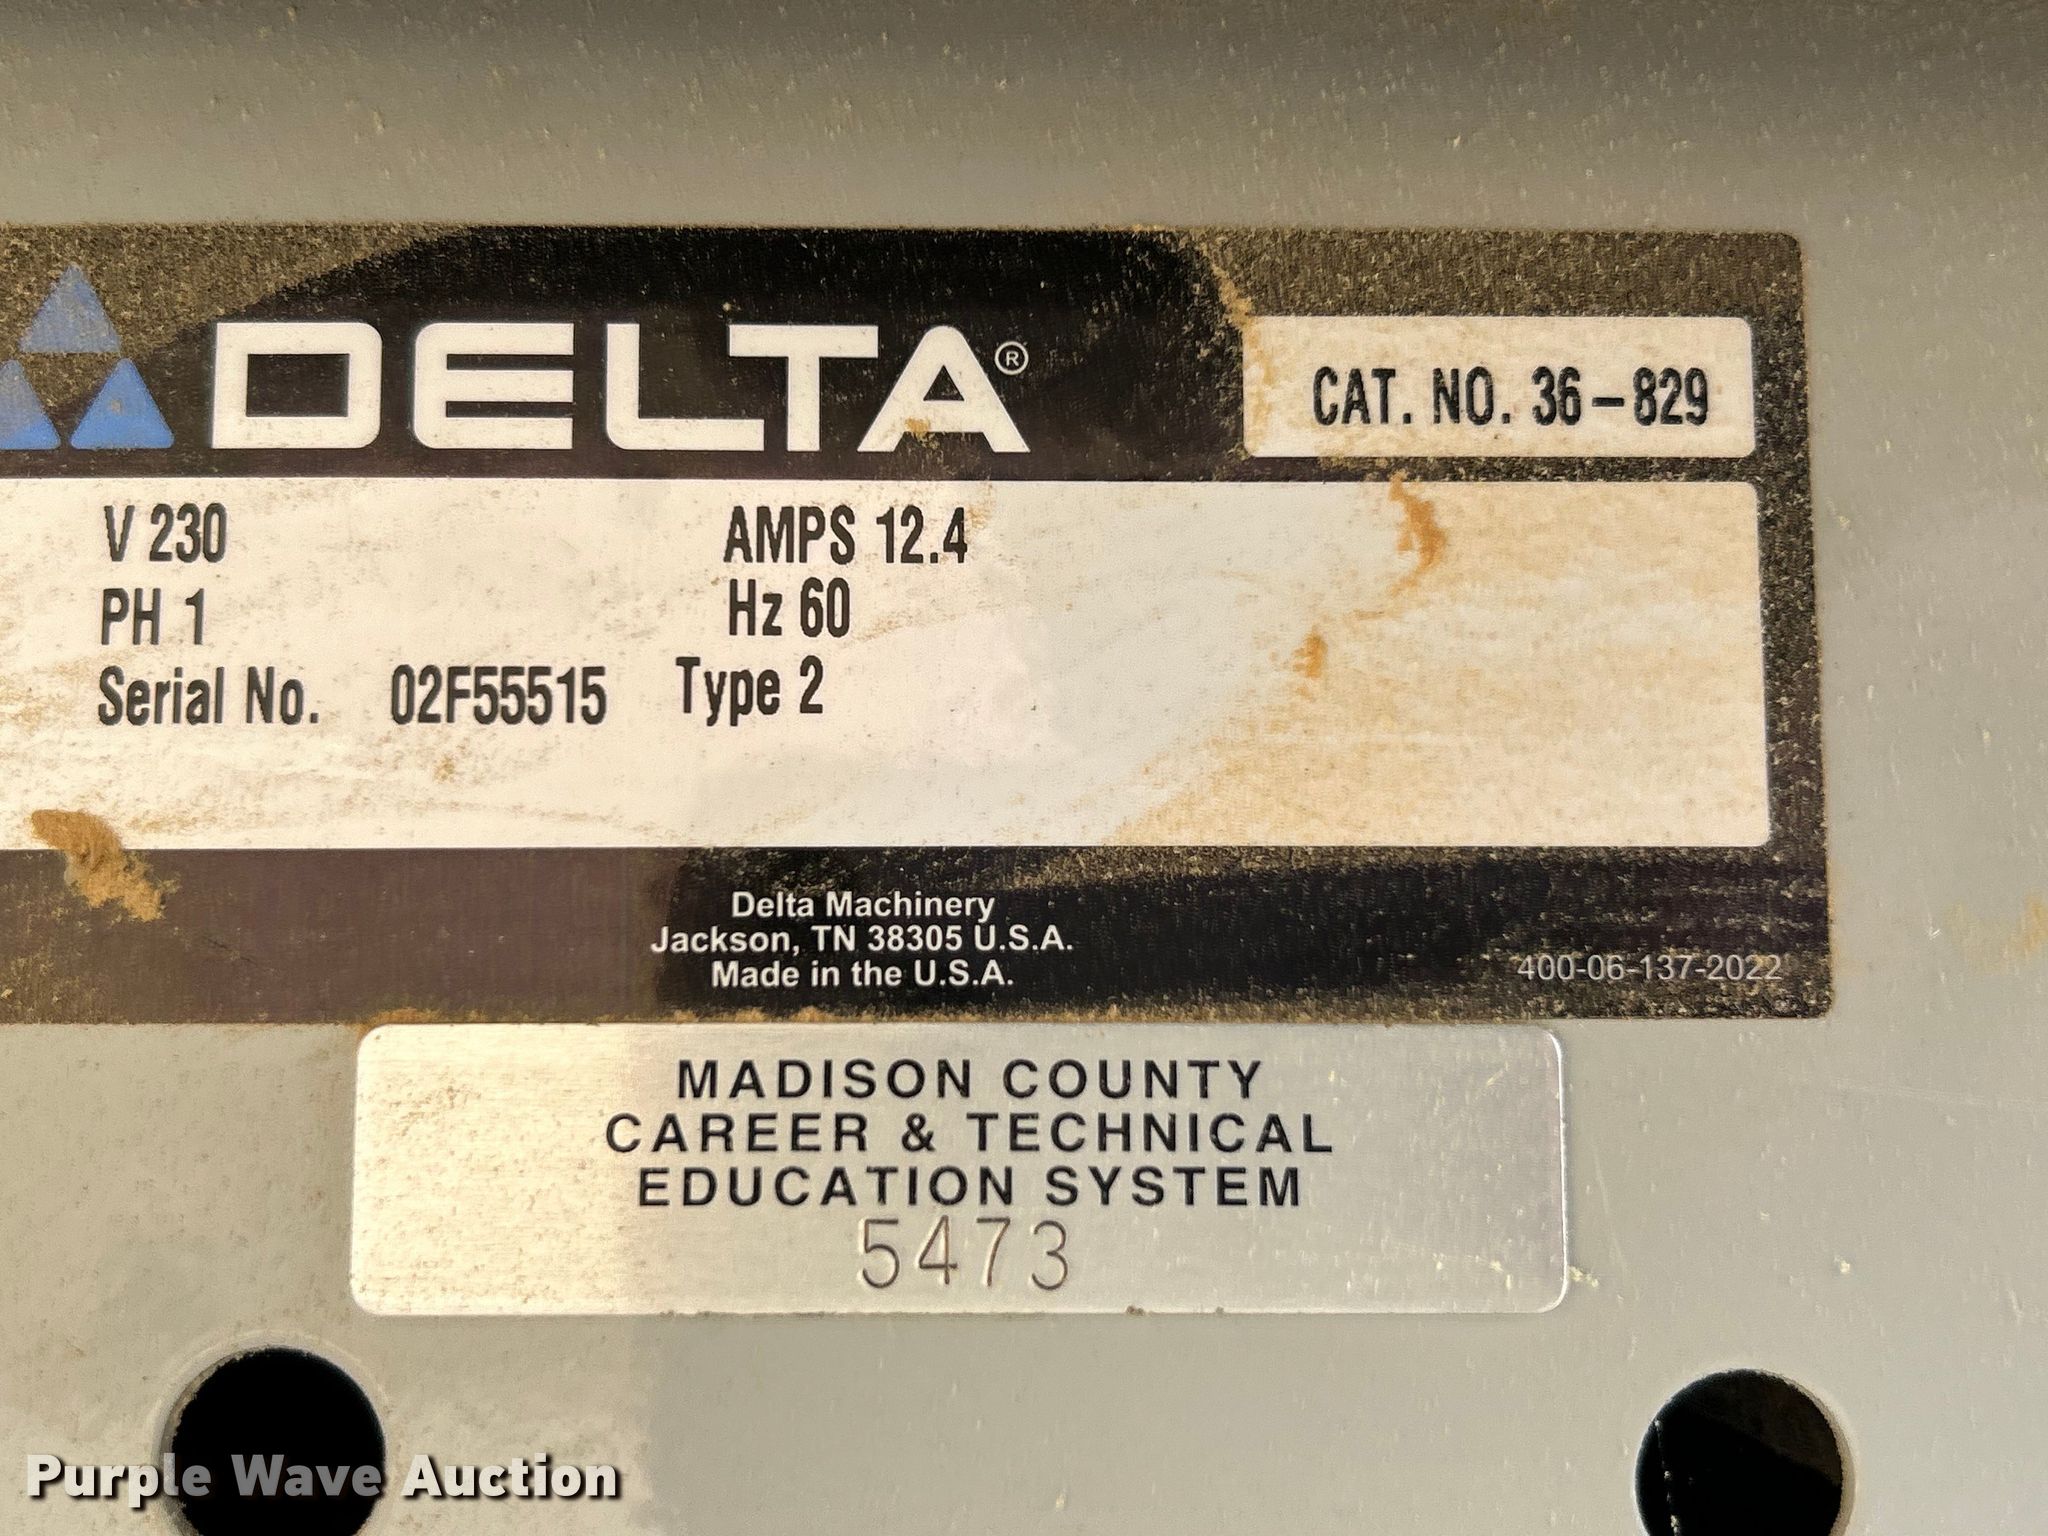 DELTA®
CAT. NO. 36-829
V 230 AMPS 12.4
PH 1 Hz 60
Serial No. 02F55515 Type 2
Delta Machinery
Jackson, TN 38305 U.S.A.
Made in the U.S.A.
400-06-137-2022
MADISON COUNTY
CAREER & TECHNICAL
EDUCATION SYSTEM
5473
Purple Wave Auction